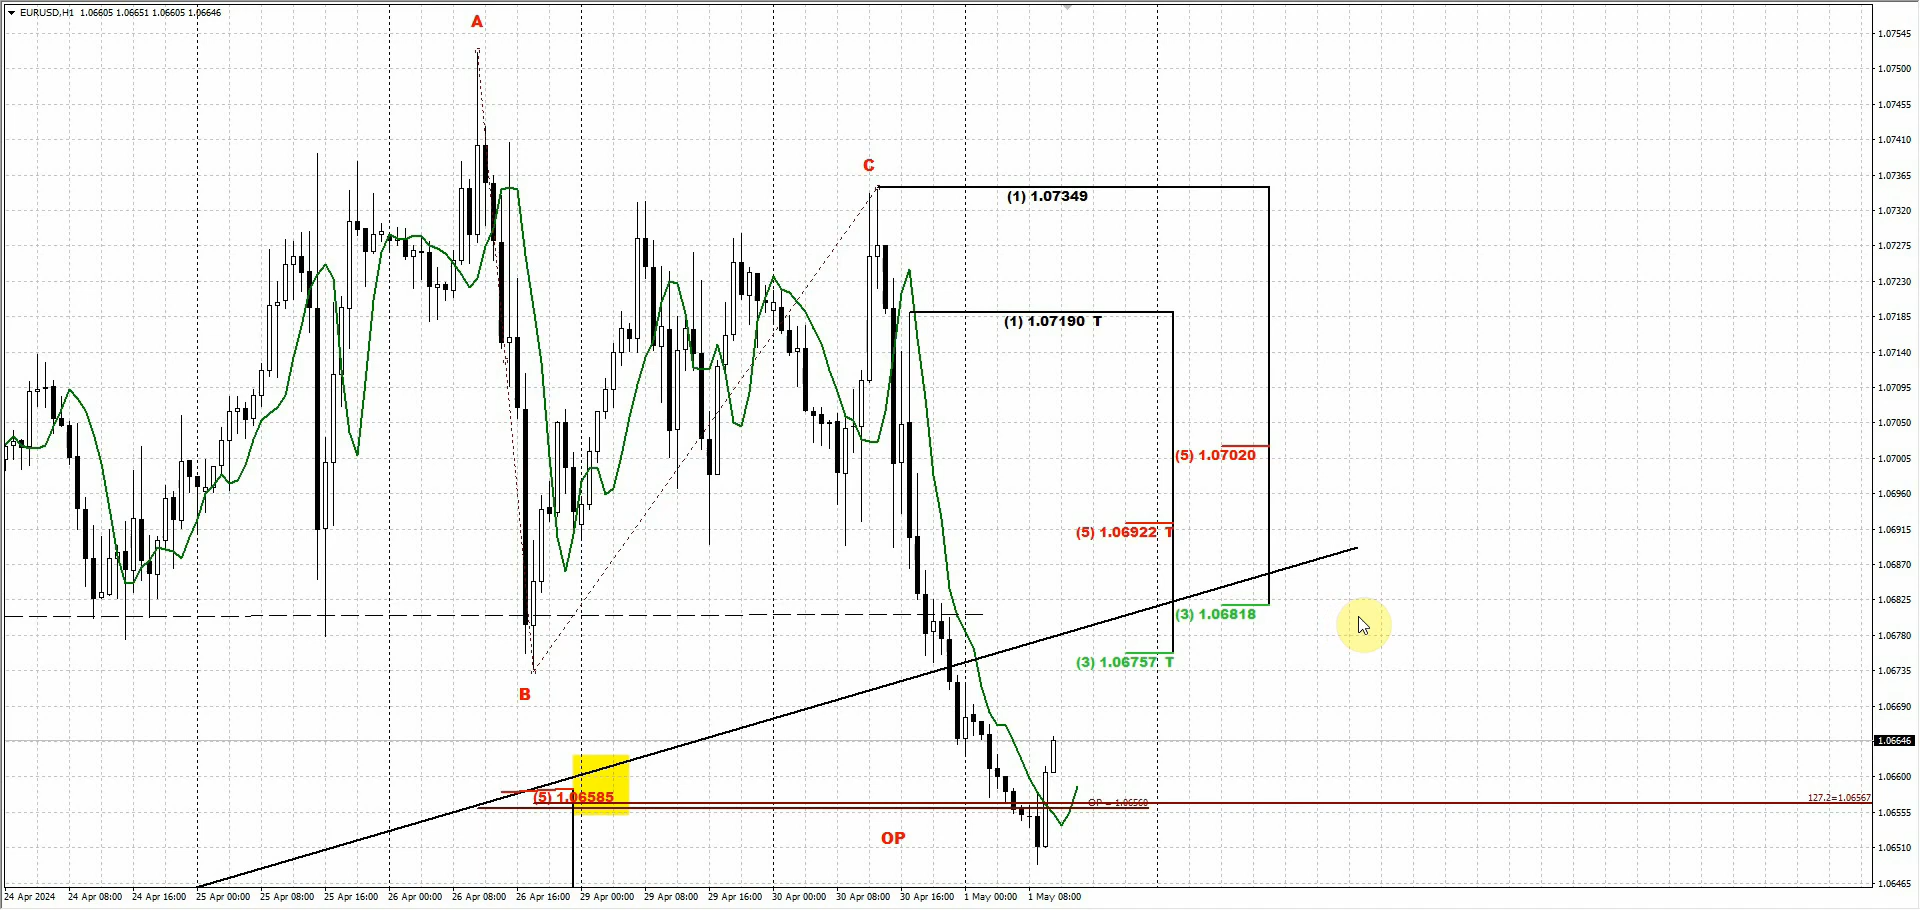 EURUSD,H1 1.06605 1.06651 1.06605 1.06646
A
C
B
OP
(1) 1.07349
(1) 1.07190 T
(5) 1.07020
(5) 1.06922 T
(3) 1.06818
(3) 1.06757 T
(5) 1.06585
OP = 1.06560
127.2=1.06567
1.07545
1.07500
1.07455
1.07410
1.07365
1.07320
1.07275
1.07230
1.07185
1.07140
1.07095
1.07050
1.07005
1.06960
1.06915
1.06870
1.06825
1.06780
1.06735
1.06690
1.06646
1.06600
1.06555
1.06510
1.06465
24 Apr 2024
24 Apr 08:00
24 Apr 16:00
25 Apr 00:00
25 Apr 08:00
25 Apr 16:00
26 Apr 00:00
26 Apr 08:00
26 Apr 16:00
29 Apr 00:00
29 Apr 08:00
29 Apr 16:00
30 Apr 00:00
30 Apr 08:00
30 Apr 16:00
1 May 00:00
1 May 08:00